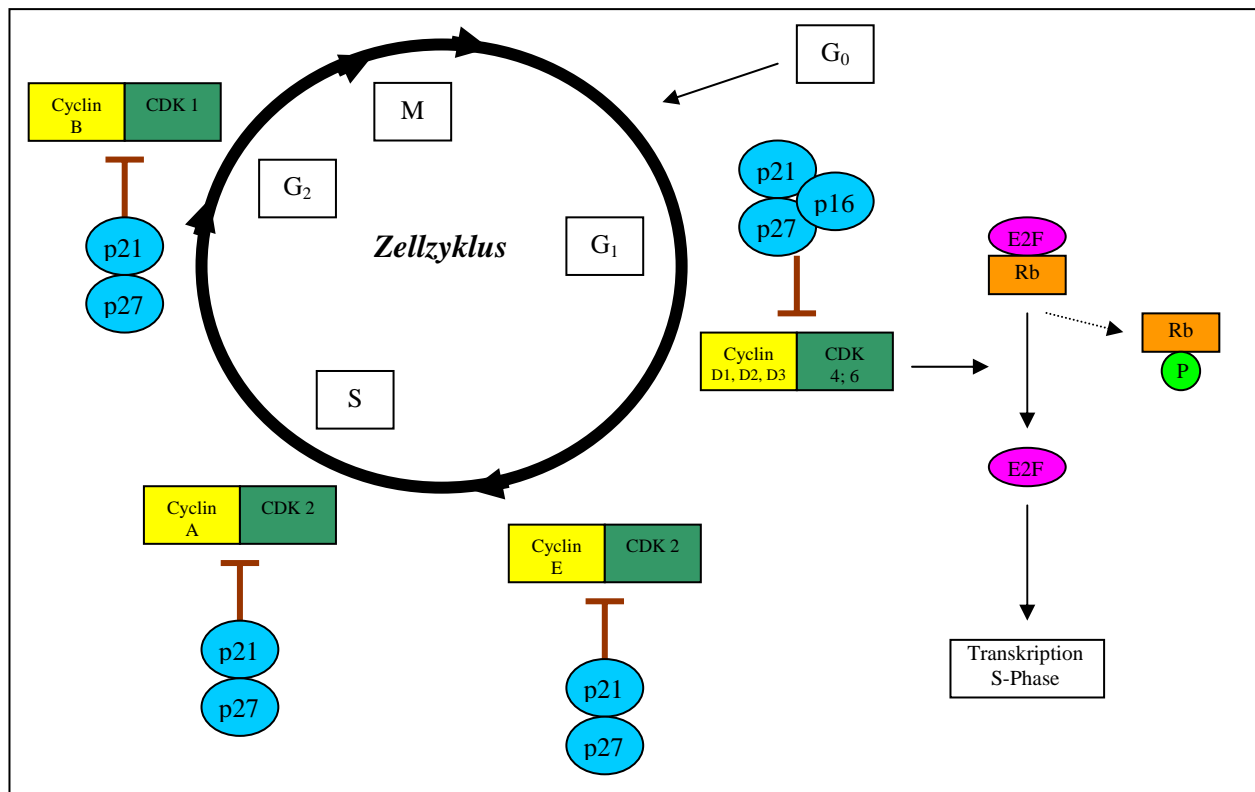 G0
M
Cyclin
B
CDK 1
G2
p21
p16
p27
Zellzyklus
G1
p21
p27
E2F
Rb
Rb
P
Cyclin
D1, D2, D3
CDK
4; 6
S
E2F
Cyclin
A
CDK 2
Cyclin
E
CDK 2
p21
p27
p21
p27
Transkription
S-Phase